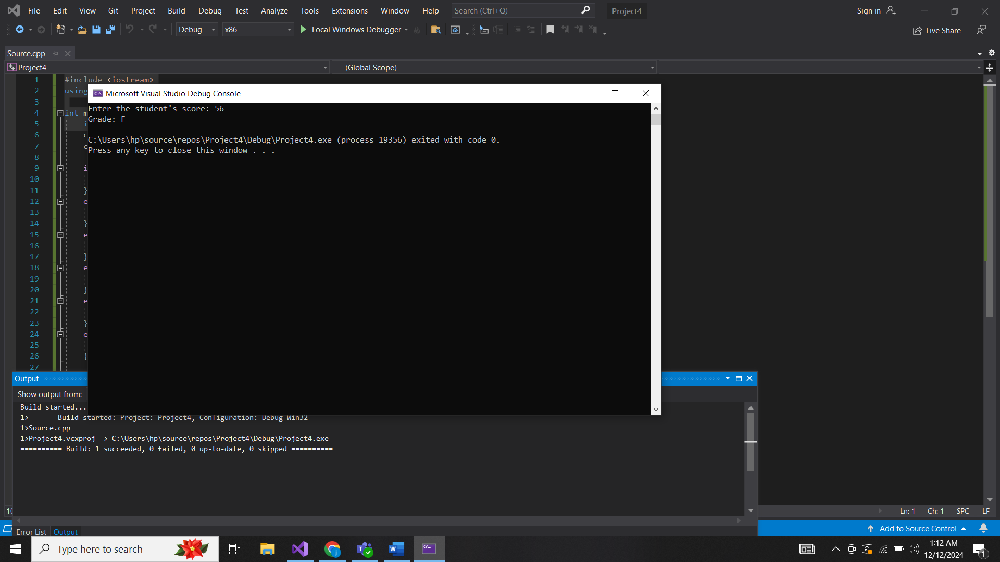 File Edit View Git Project Build Debug Test Analyze Tools Extensions Window Help Search (Ctrl+Q) Project4 Sign in
Debug x86 Local Windows Debugger Live Share
Source.cpp
Project4 (Global Scope)
1 #include <iostream>
2 using
3
4 int m
5 i
6 c
7 c
8
9 i
10
11 }
12 e
13
14 }
15 e
16
17 }
18 e
19
20 }
21 e
22
23 }
24 e
25
26 }
27
Microsoft Visual Studio Debug Console
Enter the student's score: 56
Grade: F
C:\Users\hp\source\repos\Project4\Debug\Project4.exe (process 19356) exited with code 0.
Press any key to close this window . . .
Output
Show output from:
Build started...
1>------ Build started: Project: Project4, Configuration: Debug Win32 ------
1>Source.cpp
1>Project4.vcxproj -> C:\Users\hp\source\repos\Project4\Debug\Project4.exe
========== Build: 1 succeeded, 0 failed, 0 up-to-date, 0 skipped ==========
Ln: 1 Ch: 1 SPC LF
Error List Output
Add to Source Control
Type here to search
1:12 AM
12/12/2024
1